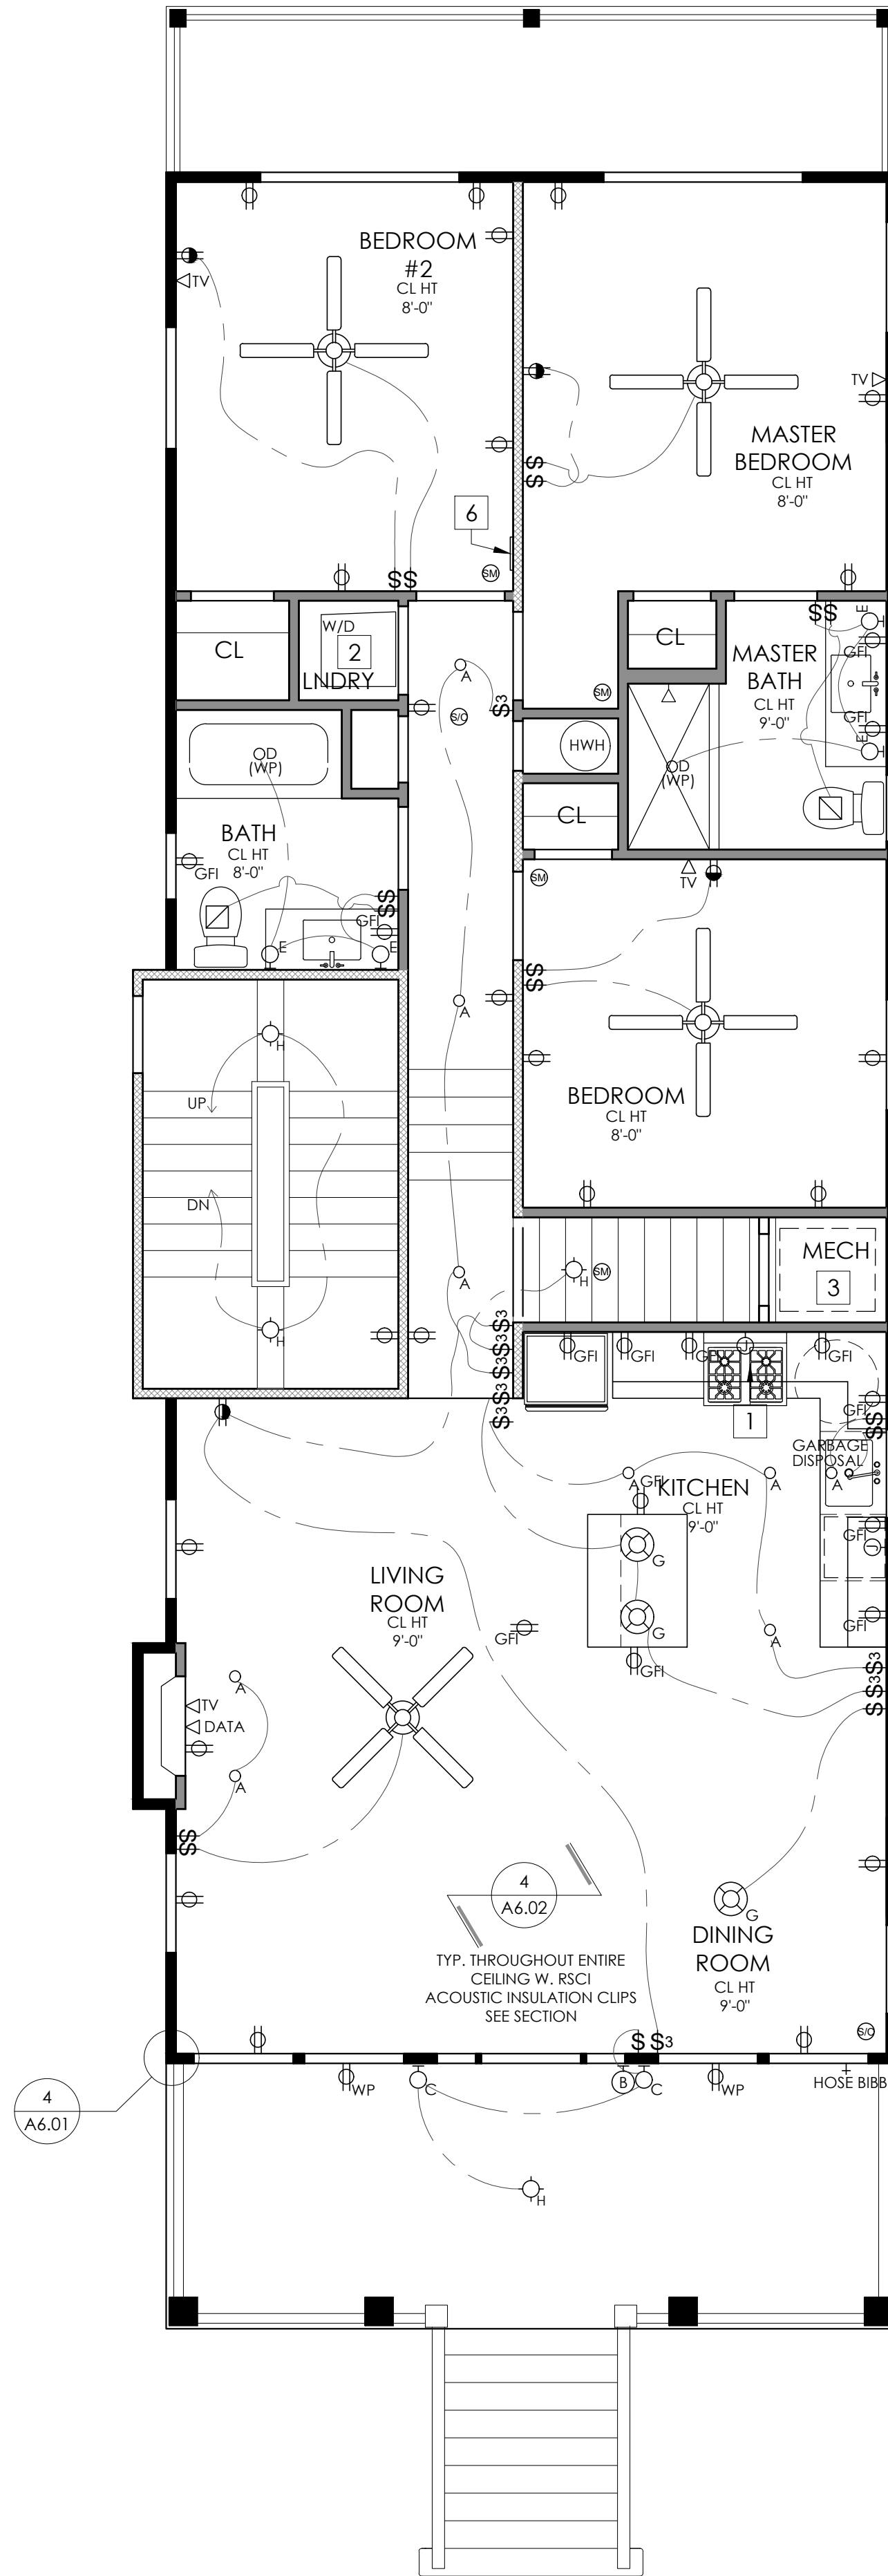 BEDROOM
#2
CL HT
8'-0"
TV
TV
MASTER
BEDROOM
CL HT
8'-0"
6
SM
$$
$$
W/D
2
LNDRY
CL
A
$3
S/C
SM
CL
MASTER
BATH
CL HT
9'-0"
$$
E
GFI
GFI
E
HWH
OD
(WP)
OD
(WP)
CL
BATH
CL HT
8'-0"
GFI
$$
GFI
E
E
SM
TV
$$
A
H
UP
DN
H
BEDROOM
CL HT
8'-0"
A
H
SM
MECH
3
$3
$3
$3
$3
$3
GFI
GFI
GFI
J
GFI
1
GFI
$$
GARBAGE
DISPOSAL
A
A
A
GFI
KITCHEN
CL HT
9'-0"
G
G
GFI
J
GFI
A
GFI
GFI
LIVING
ROOM
CL HT
9'-0"
$3
$3
$
A
TV
DATA
A
$$
4
A6.02
TYP. THROUGHOUT ENTIRE
CEILING W. RSCI
ACOUSTIC INSULATION CLIPS
SEE SECTION
G
DINING
ROOM
CL HT
9'-0"
S/C
$ $3
WP
C
B
C
WP
HOSE BIBB
4
A6.01
H